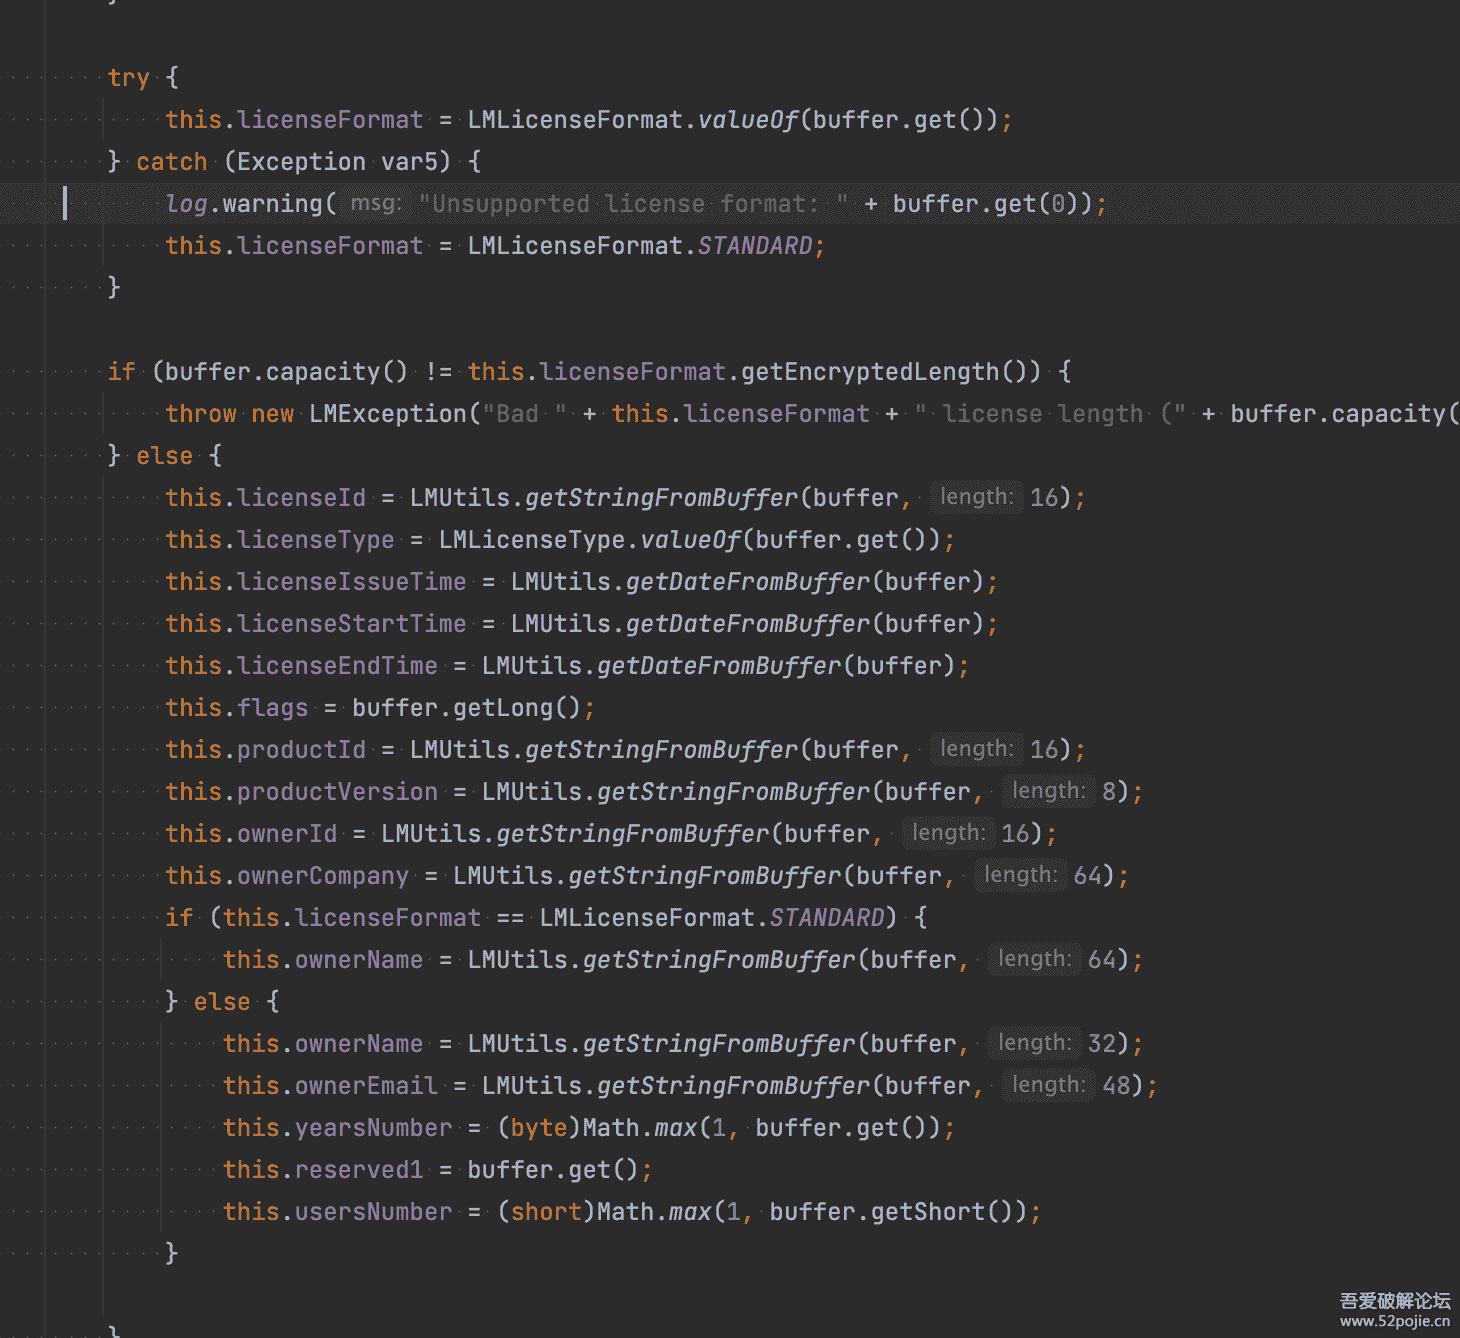 }
try {
this.licenseFormat = LMLicenseFormat.valueOf(buffer.get());
} catch (Exception var5) {
log.warning( msg: "Unsupported license format: " + buffer.get(0));
this.licenseFormat = LMLicenseFormat.STANDARD;
}
if (buffer.capacity() != this.licenseFormat.getEncryptedLength()) {
throw new LMException("Bad " + this.licenseFormat + " license length (" + buffer.capacity(
} else {
this.licenseId = LMUtils.getStringFromBuffer(buffer, length: 16);
this.licenseType = LMLicenseType.valueOf(buffer.get());
this.licenseIssueTime = LMUtils.getDateFromBuffer(buffer);
this.licenseStartTime = LMUtils.getDateFromBuffer(buffer);
this.licenseEndTime = LMUtils.getDateFromBuffer(buffer);
this.flags = buffer.getLong();
this.productId = LMUtils.getStringFromBuffer(buffer, length: 16);
this.productVersion = LMUtils.getStringFromBuffer(buffer, length: 8);
this.ownerId = LMUtils.getStringFromBuffer(buffer, length: 16);
this.ownerCompany = LMUtils.getStringFromBuffer(buffer, length: 64);
if (this.licenseFormat == LMLicenseFormat.STANDARD) {
this.ownerName = LMUtils.getStringFromBuffer(buffer, length: 64);
} else {
this.ownerName = LMUtils.getStringFromBuffer(buffer, length: 32);
this.ownerEmail = LMUtils.getStringFromBuffer(buffer, length: 48);
this.yearsNumber = (byte)Math.max(1, buffer.get());
this.reserved1 = buffer.get();
this.usersNumber = (short)Math.max(1, buffer.getShort());
}
}
吾爱破解论坛
www.52pojie.cn